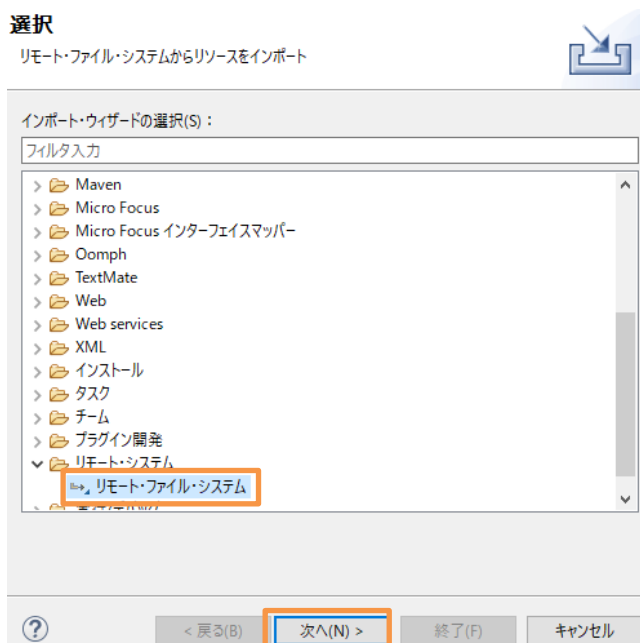 選択
リモート・ファイル・システムからリソースをインポート
インポート・ウィザードの選択(S)：
フィルタ入力
Maven
Micro Focus
Micro Focus インターフェイスマッパー
Oomph
TextMate
Web
Web services
XML
インストール
タスク
チーム
プラグイン開発
リモート・システム
リモート・ファイル・システム
< 戻る(B)
次へ(N) >
終了(F)
キャンセル